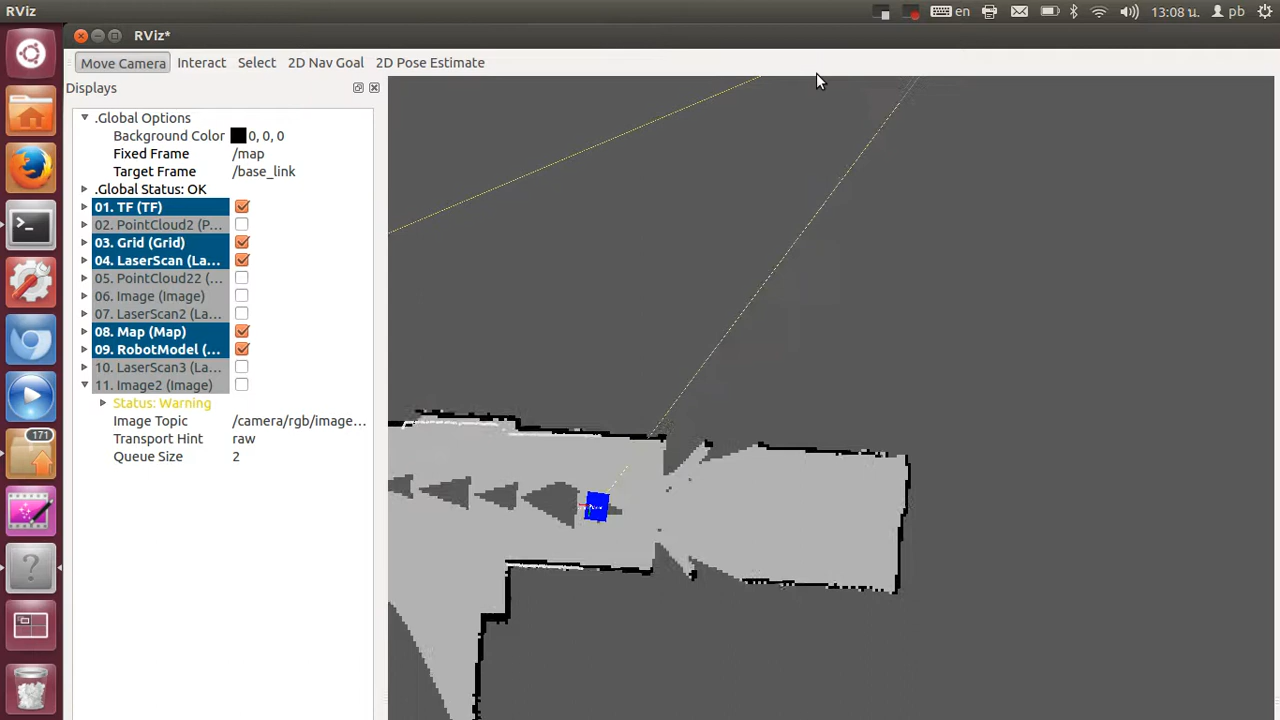 RViz
en
13:08 น.
pb
RViz*
Move Camera
Interact
Select
2D Nav Goal
2D Pose Estimate
Displays
.Global Options
Background Color 0, 0, 0
Fixed Frame /map
Target Frame /base_link
.Global Status: OK
01. TF (TF)
02. PointCloud2 (P...
03. Grid (Grid)
04. LaserScan (La...
05. PointCloud22 (...
06. Image (Image)
07. LaserScan2 (La...
08. Map (Map)
09. RobotModel (...
10. LaserScan3 (La...
11. Image2 (Image)
Status: Warning
Image Topic /camera/rgb/image...
Transport Hint raw
Queue Size 2
171